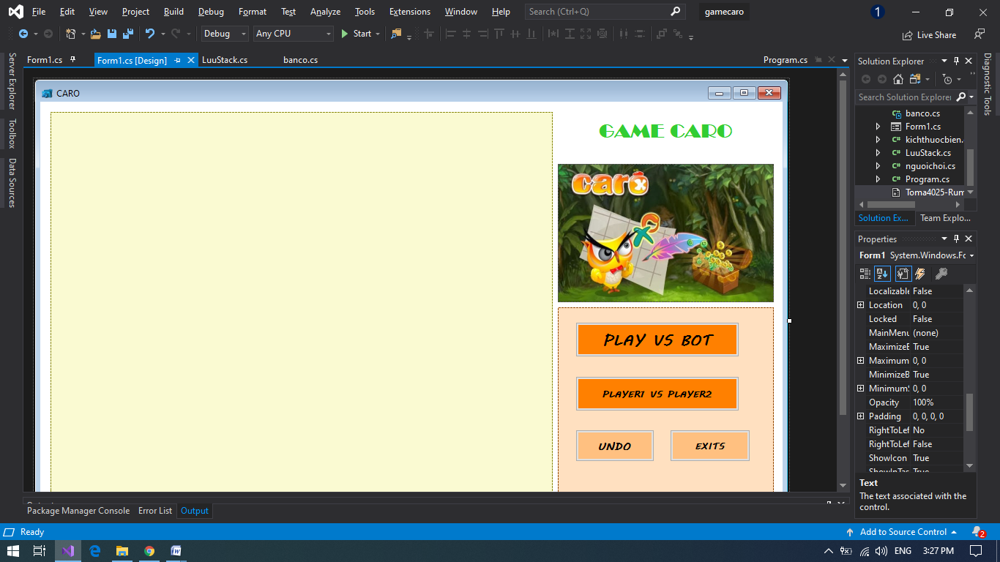 File Edit View Project Build Debug Format Test Analyze Tools Extensions Window Help Search (Ctrl+Q) gamecaro 1
Debug Any CPU Start Live Share
Server Explorer
Toolbox
Data Sources
Form1.cs Form1.cs [Design] LuuStack.cs banco.cs Program.cs
CARO
GAME CARO
caro
PLAY VS BOT
PLAYER1 VS PLAYER2
UNDO EXITS
Solution Explorer
Search Solution Explorer
banco.cs
Form1.cs
kichthuocbien.
LuuStack.cs
nguoichoi.cs
Program.cs
Toma4025-Rum
Solution Ex... Team Explo...
Diagnostic Tools
Properties
Form1 System.Windows.Fo
Localizable False
Location 0, 0
Locked False
MainMenu (none)
MaximizeB True
Maximum 0, 0
MinimizeB True
MinimumS 0, 0
Opacity 100%
Padding 0, 0, 0, 0
RightToLef No
RightToLef False
ShowIcon True
ShowInTas True
Text
The text associated with the
control.
Package Manager Console Error List Output
Ready Add to Source Control 2
ENG 3:27 PM